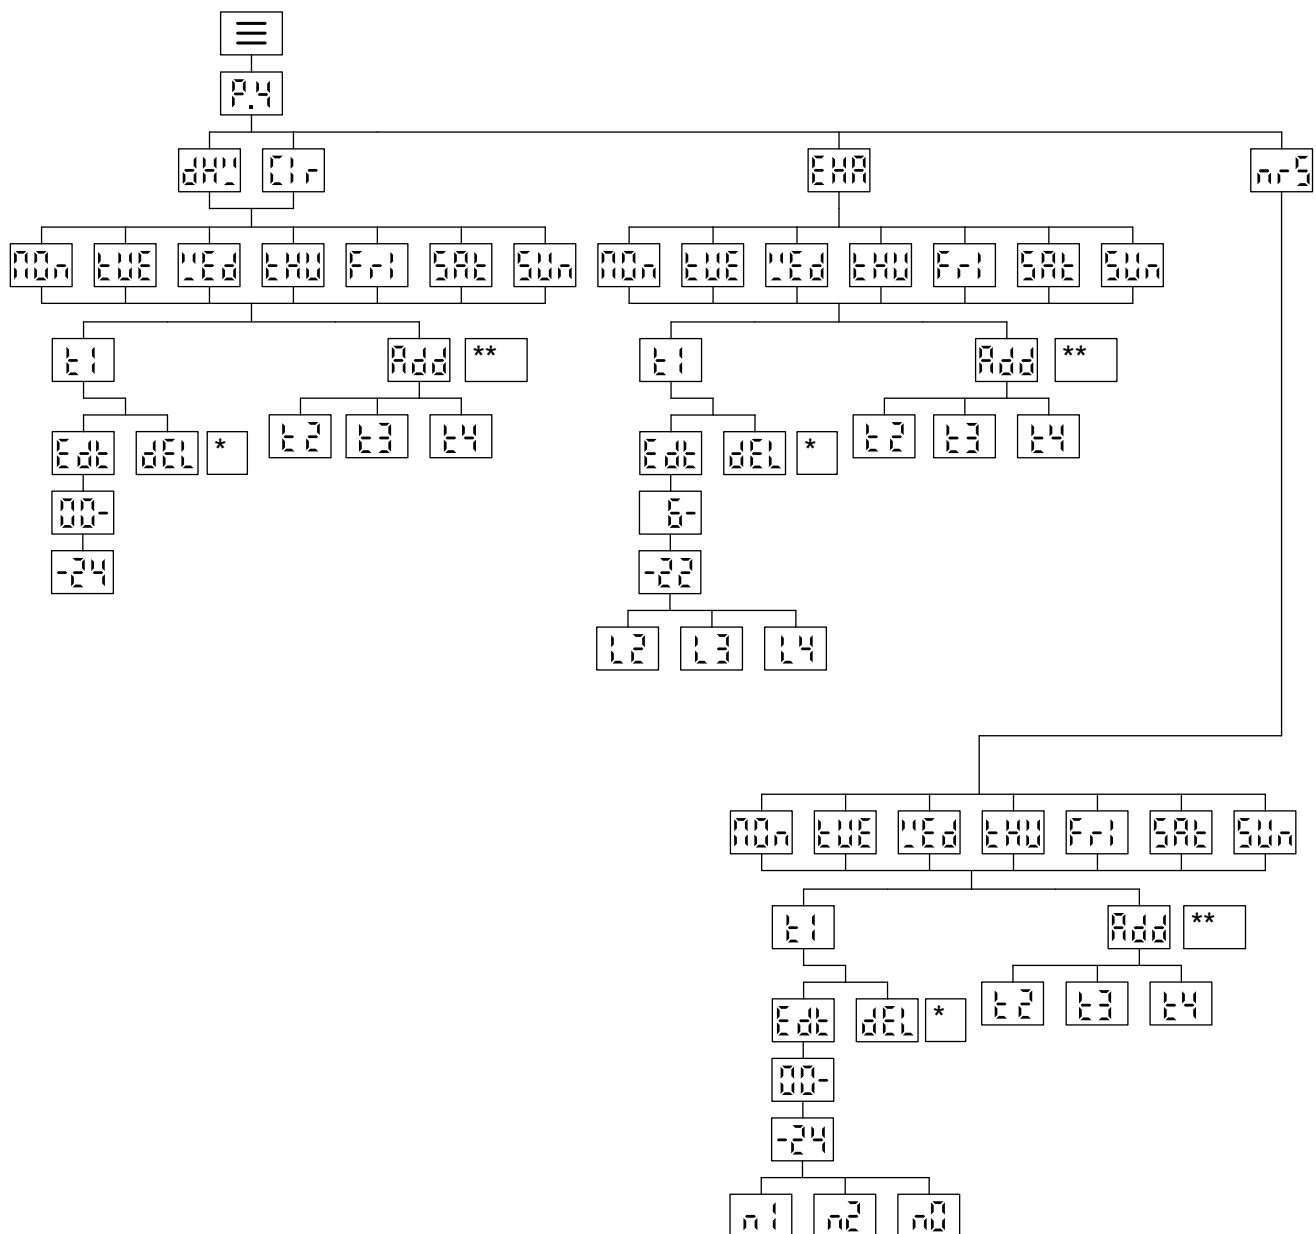 P.4
dHW CIr EHA nrS
MOn tUE WEd tHU FrI SAt SUn MOn tUE WEd tHU FrI SAt SUn
t1 Add ** t1 Add **
t2 t3 t4 t2 t3 t4
Edt dEL * Edt dEL *
00- 6-
-24 -22
L2 L3 L4
MOn tUE WEd tHU FrI SAt SUn
t1 Add **
t2 t3 t4
Edt dEL *
00-
-24
n1 n2 n0